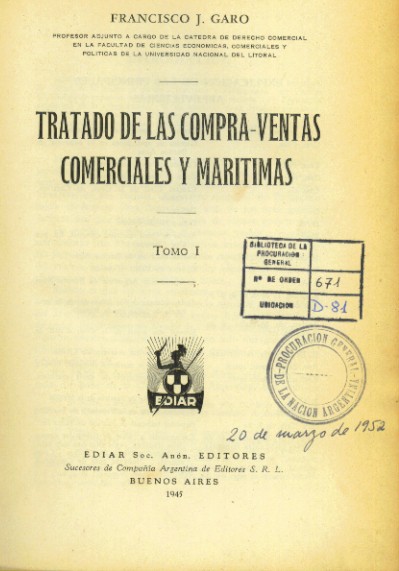 FRANCISCO J. GARO
PROFESOR ADJUNTO A CARGO DE LA CATEDRA DE DERECHO COMERCIAL
EN LA FACULTAD DE CIENCIAS ECONOMICAS, COMERCIALES Y
POLITICAS DE LA UNIVERSIDAD NACIONAL DEL LITORAL
TRATADO DE LAS COMPRA-VENTAS
COMERCIALES Y MARITIMAS
TOMO I
BIBLIOTECA DE LA
PROCURACION
GENERAL
Nº DE ORDEN 671
UBICACION D-81
EDIAR
PROCURACION GENERAL
DE LA NACION ARGENTINA
20 de marzo de 1952
EDIAR Soc. Anón. EDITORES
Sucesores de Compañía Argentina de Editores S. R. L.
BUENOS AIRES
1945